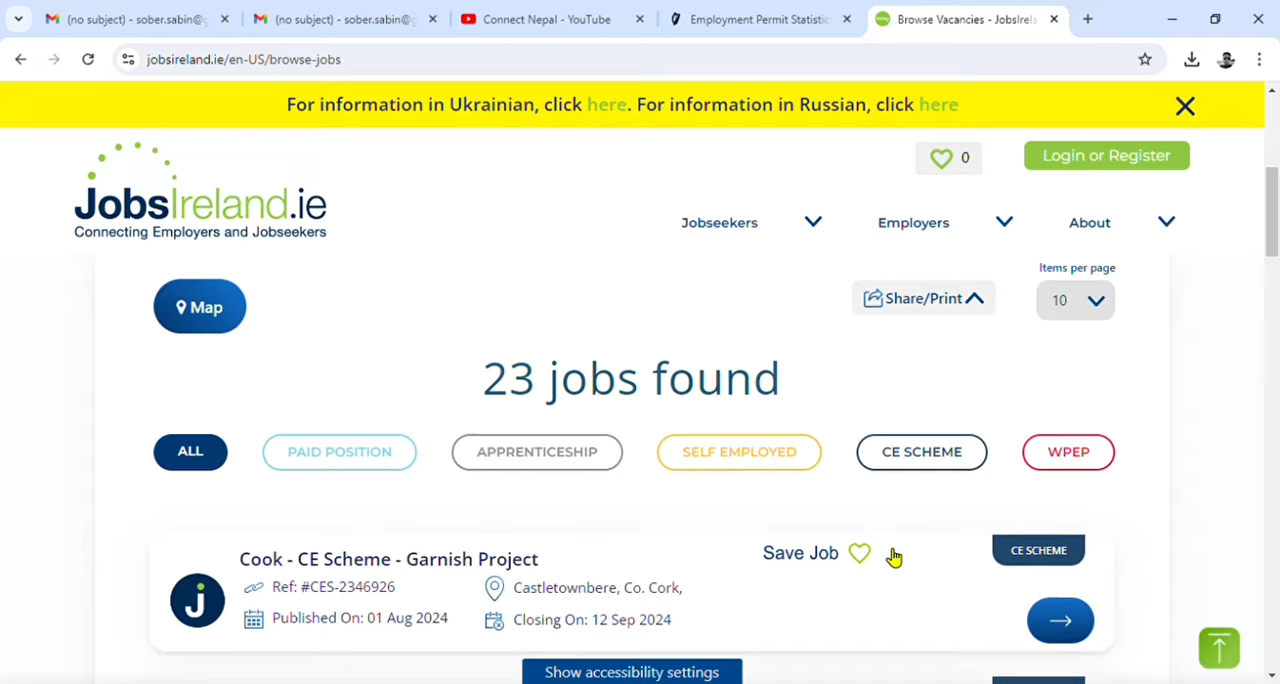 (no subject) - sober.sabin@g
(no subject) - sober.sabin@
Connect Nepal - YouTube
Employment Permit Statistic
Browse Vacancies - JobsIrela
jobsireland.ie/en-US/browse-jobs
For information in Ukrainian, click here. For information in Russian, click here
JobsIreland.ie
Connecting Employers and Jobseekers
0
Login or Register
Jobseekers
Employers
About
Map
Share/Print
Items per page
10
23 jobs found
ALL
PAID POSITION
APPRENTICESHIP
SELF EMPLOYED
CE SCHEME
WPEP
Cook - CE Scheme - Garnish Project
Save Job
CE SCHEME
Ref: #CES-2346926
Castletownbere, Co. Cork,
Published On: 01 Aug 2024
Closing On: 12 Sep 2024
Show accessibility settings